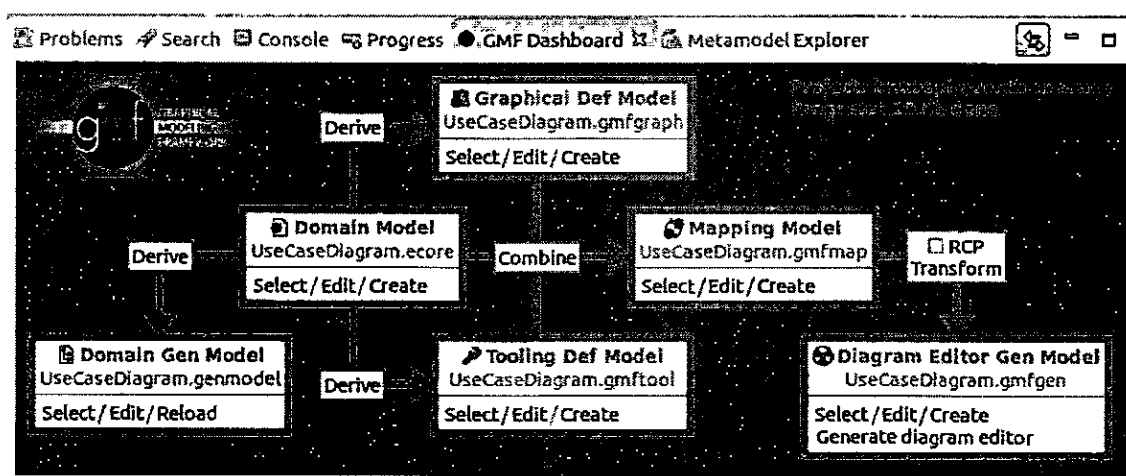 Problems Search Console Progress GMF Dashboard Metamodel Explorer
GRAPHICAL
MODELING
FRAMEWORK
Graphical Def Model
UseCaseDiagram.gmfgraph
Select/Edit/Create
Derive
Domain Model
UseCaseDiagram.ecore
Select/Edit/Create
Derive
Combine
Mapping Model
UseCaseDiagram.gmfmap
Select/Edit/Create
RCP
Transform
Domain Gen Model
UseCaseDiagram.genmodel
Select/Edit/Reload
Derive
Tooling Def Model
UseCaseDiagram.gmftool
Select/Edit/Create
Diagram Editor Gen Model
UseCaseDiagram.gmfgen
Select/Edit/Create
Generate diagram editor